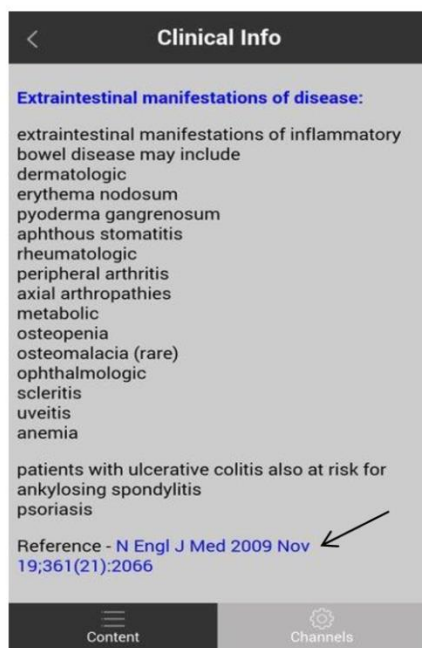 Clinical Info
Extraintestinal manifestations of disease:
extraintestinal manifestations of inflammatory
bowel disease may include
dermatologic
erythema nodosum
pyoderma gangrenosum
aphthous stomatitis
rheumatologic
peripheral arthritis
axial arthropathies
metabolic
osteopenia
osteomalacia (rare)
ophthalmologic
scleritis
uveitis
anemia
patients with ulcerative colitis also at risk for
ankylosing spondylitis
psoriasis
Reference - N Engl J Med 2009 Nov
19;361(21):2066
Content
Channels